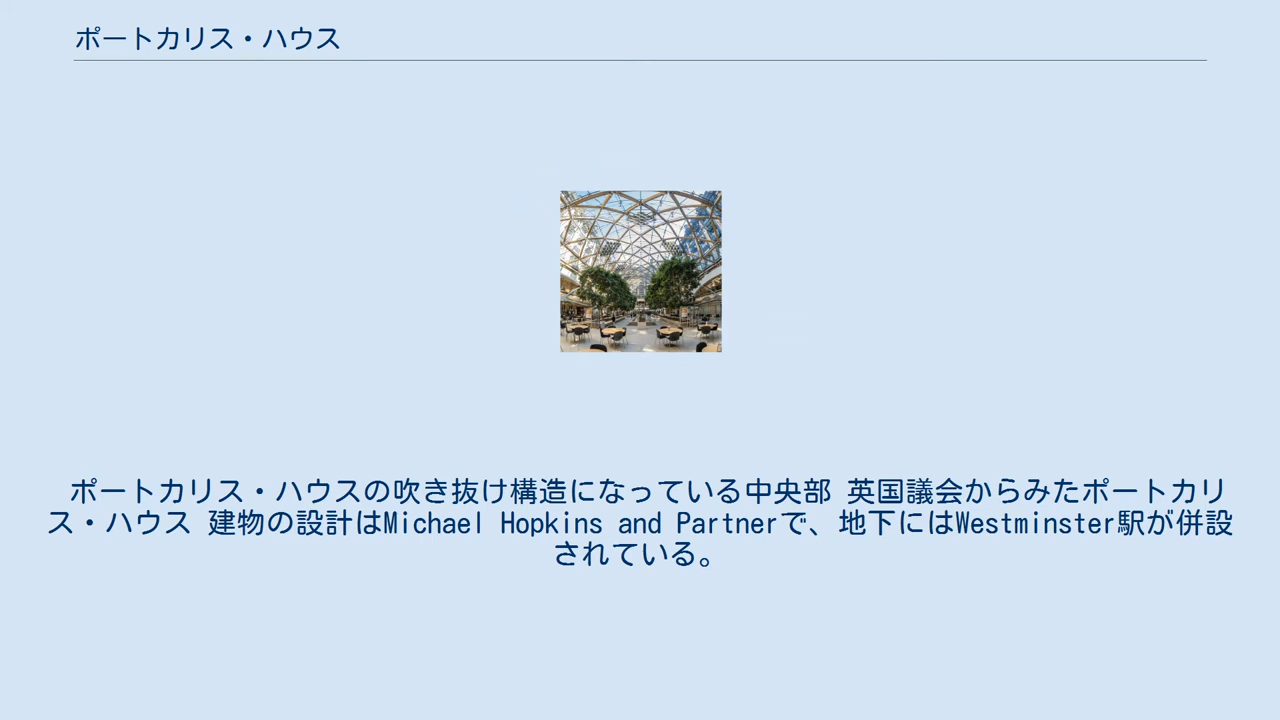 ポートカリス・ハウス
ポートカリス・ハウスの吹き抜け構造になっている中央部 英国議会からみたポートカリ
ス・ハウス 建物の設計はMichael Hopkins and Partnerで、地下にはWestminster駅が併設
されている。